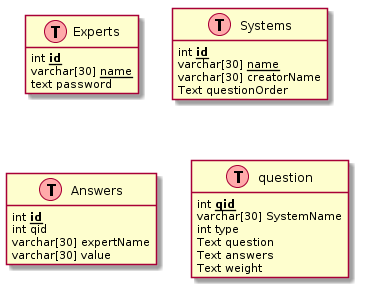 T Experts
int id
varchar[30] name
text password
T Systems
int id
varchar[30] name
varchar[30] creatorName
Text questionOrder
T Answers
int id
int qid
varchar[30] expertName
varchar[30] value
T question
int qid
varchar[30] SystemName
int type
Text question
Text answers
Text weight